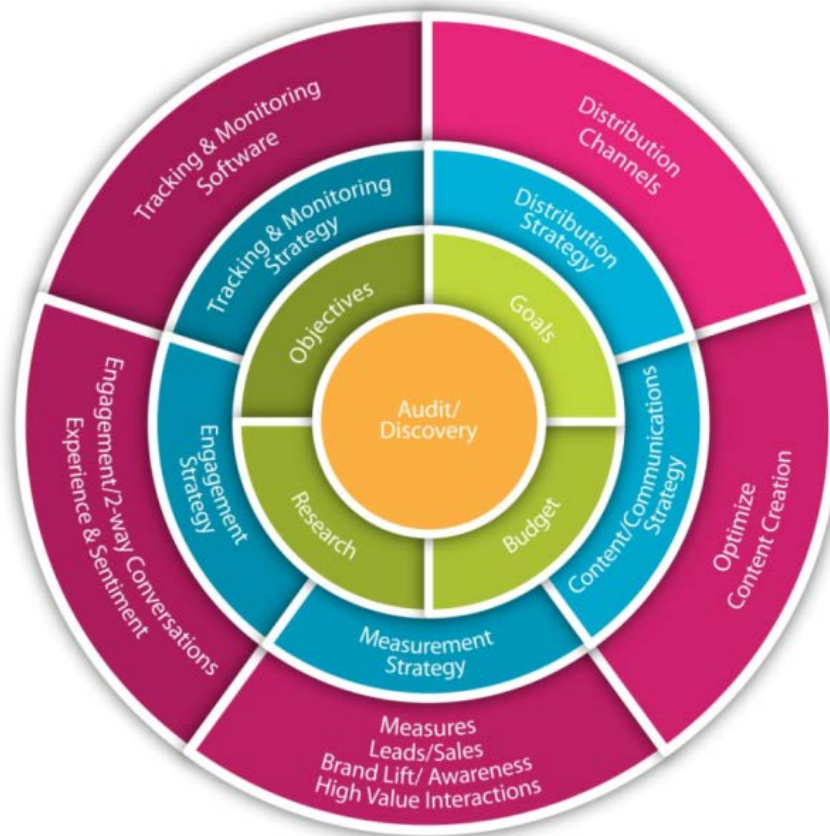 Tracking & Monitoring
Software
Distribution
Channels
Tracking & Monitoring
Strategy
Distribution
Strategy
Objectives
Goals
Audit/
Discovery
Engagement/2-way Conversations
Experience & Sentiment
Engagement
Strategy
Research
Budget
Content/Communications
Strategy
Optimize
Content Creation
Measurement
Strategy
Measures
Leads/Sales
Brand Lift/ Awareness
High Value Interactions